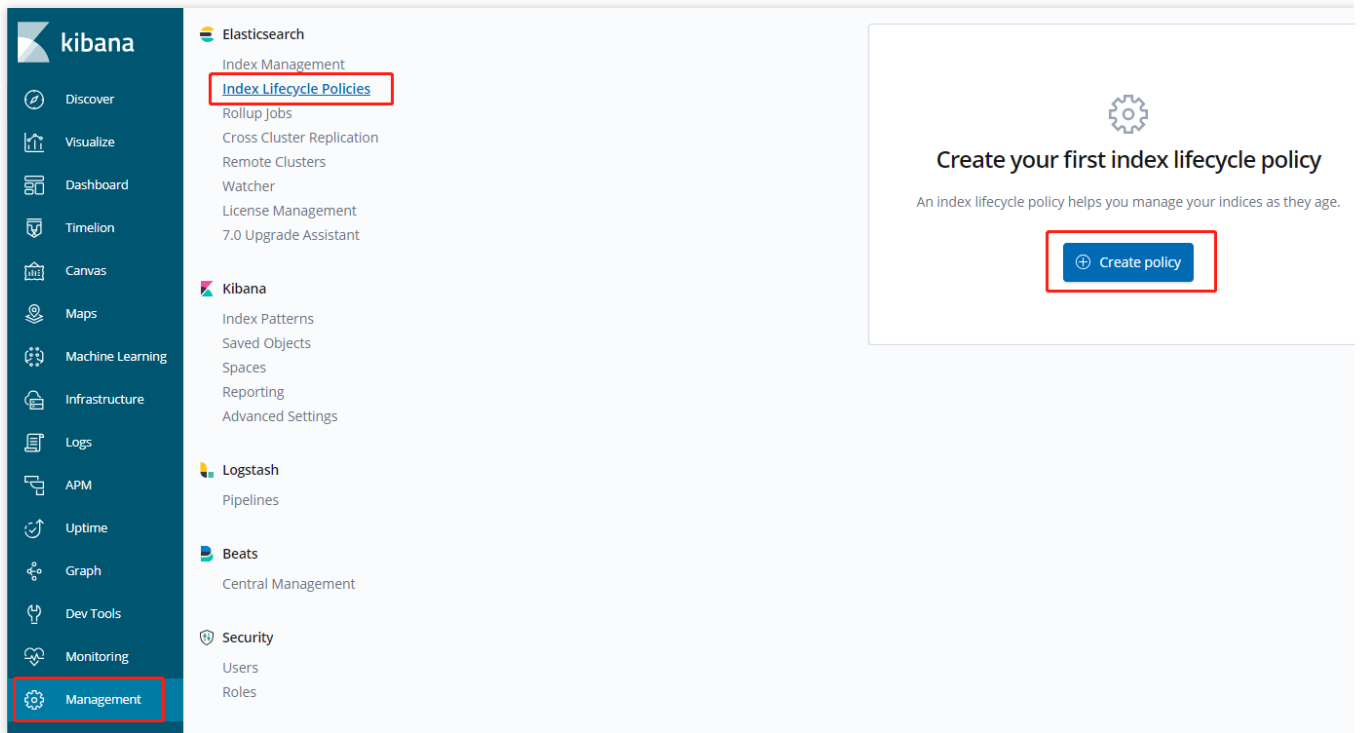 kibana
Discover
Visualize
Dashboard
Timelion
Canvas
Maps
Machine Learning
Infrastructure
Logs
APM
Uptime
Graph
Dev Tools
Monitoring
Management
Elasticsearch
Index Management
Index Lifecycle Policies
Rollup Jobs
Cross Cluster Replication
Remote Clusters
Watcher
License Management
7.0 Upgrade Assistant
Kibana
Index Patterns
Saved Objects
Spaces
Reporting
Advanced Settings
Logstash
Pipelines
Beats
Central Management
Security
Users
Roles
Create your first index lifecycle policy
An index lifecycle policy helps you manage your indices as they age.
Create policy